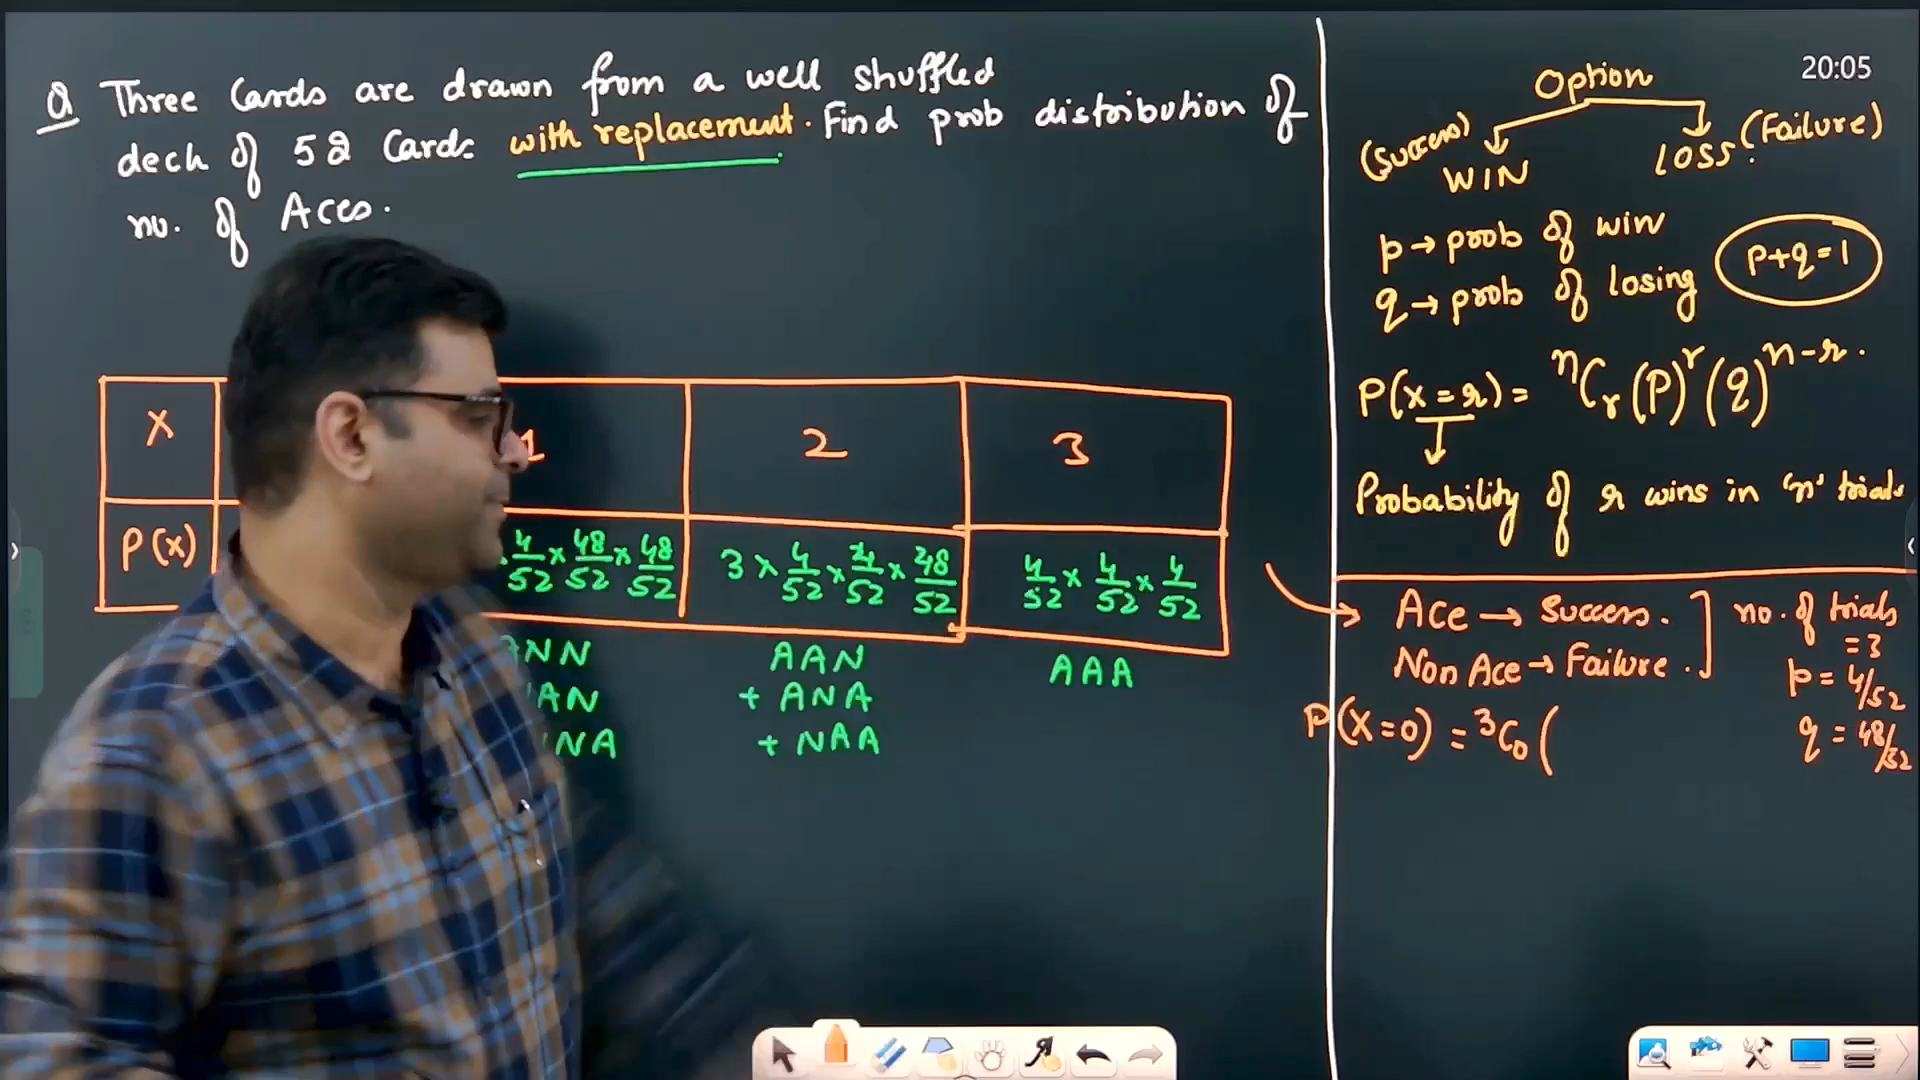 Q Three Cards are drawn from a well shuffled
deck of 52 Cards with replacement. Find prob distribution of
no. of Aces.
X 1 2 3
P(X) 4/52 × 48/52 × 48/52 3 × 4/52 × 4/52 × 48/52 4/52 × 4/52 × 4/52
NN AAN AAA
AN + ANA
NA + NAA
20:05
Option
(Success) WIN LOSS (Failure)
p → prob of win
q → prob of losing
p+q=1
P(X=r) = ⁿCᵣ (P)ʳ (q)ⁿ⁻ʳ.
Probability of r wins in 'n' trials
Ace → Success.
Non Ace → Failure.
no. of trials
= 3
p = 4/52
q = 48/52
P(X=0) = ³C₀ (